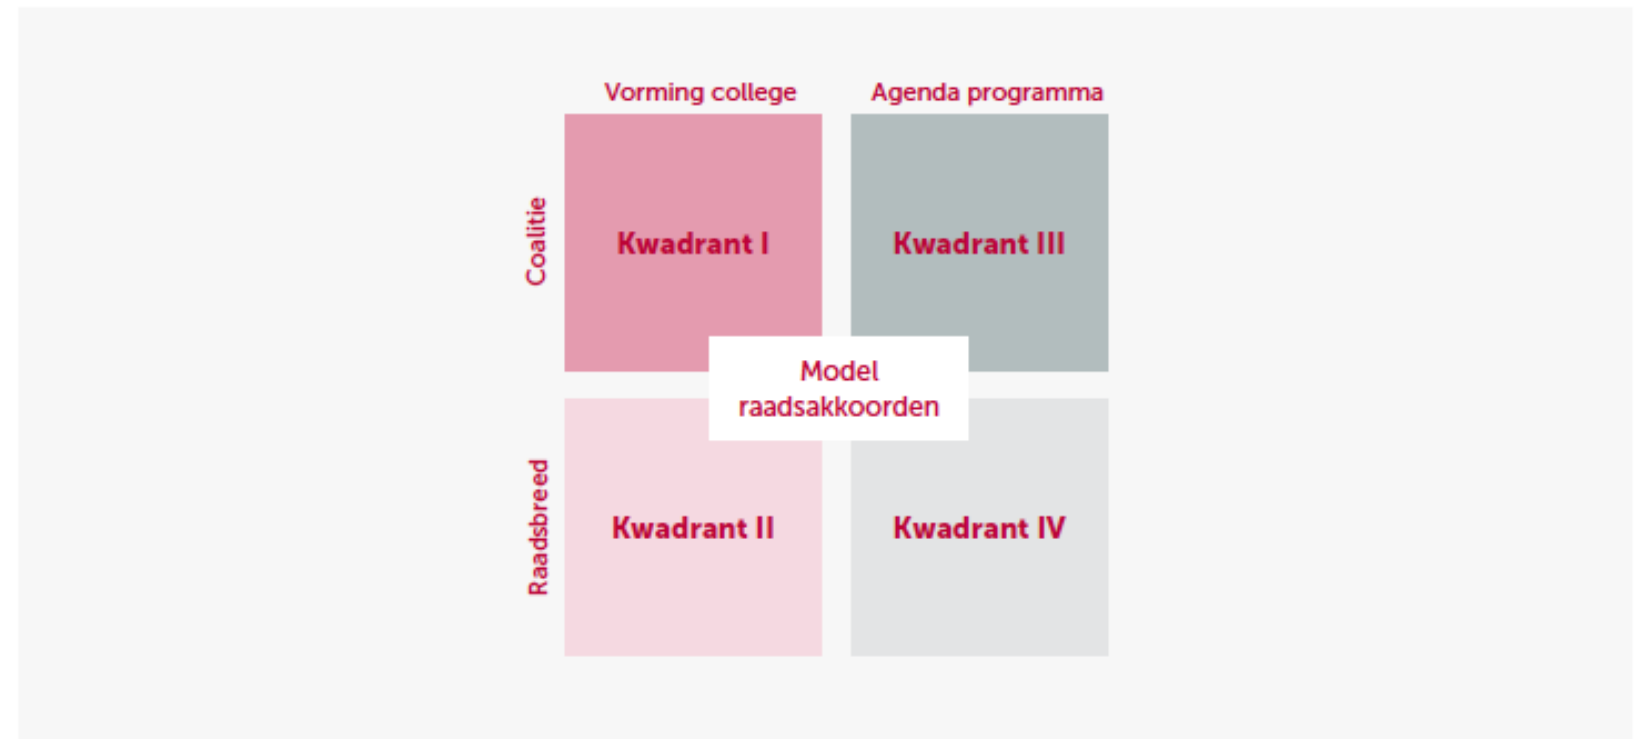 Vorming college
Agenda programma
Coalitie
Kwadrant I
Kwadrant III
Model
raadsakkoorden
Raadsbreed
Kwadrant II
Kwadrant IV